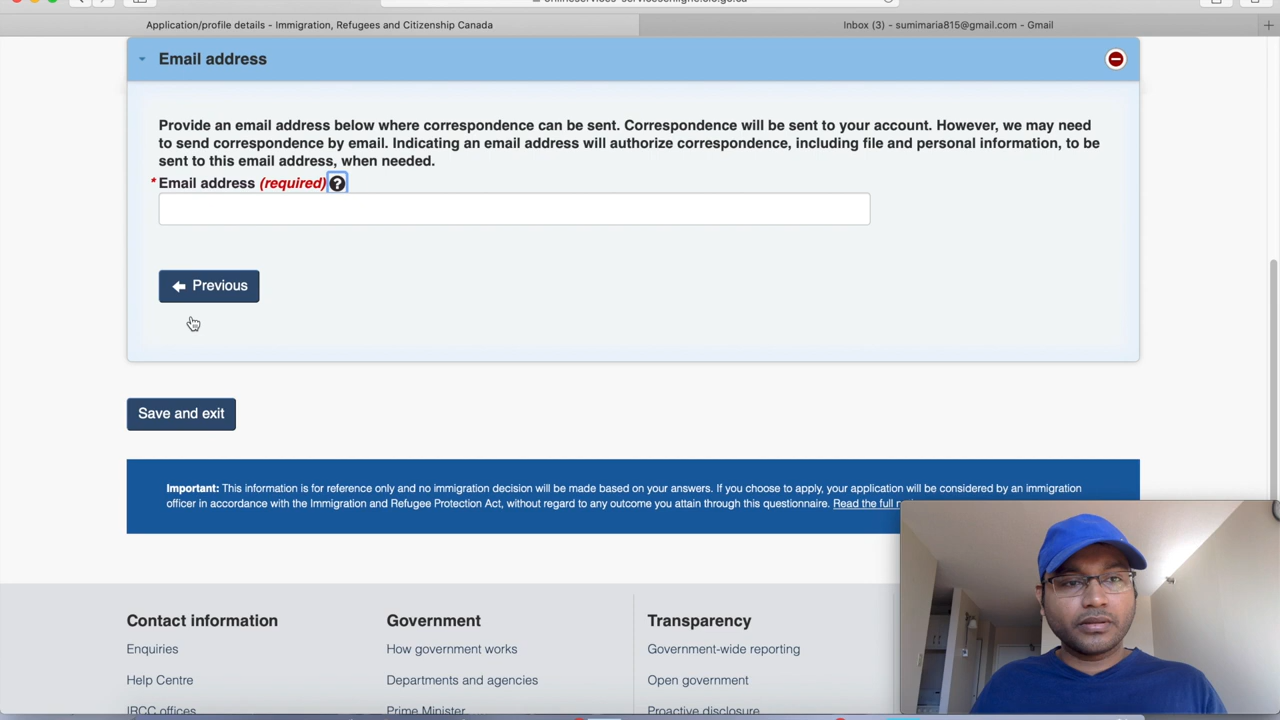 Application/profile details - Immigration, Refugees and Citizenship Canada
Inbox (3) - sumimaria815@gmail.com - Gmail
Email address
Provide an email address below where correspondence can be sent. Correspondence will be sent to your account. However, we may need
to send correspondence by email. Indicating an email address will authorize correspondence, including file and personal information, to be
sent to this email address, when needed.
* Email address (required) ?
Previous
Save and exit
Important: This information is for reference only and no immigration decision will be made based on your answers. If you choose to apply, your application will be considered by an immigration
officer in accordance with the Immigration and Refugee Protection Act, without regard to any outcome you attain through this questionnaire. Read the full
Contact information
Government
Transparency
Enquiries
How government works
Government-wide reporting
Help Centre
Departments and agencies
Open government
IRCC offices
Prime Minister
Proactive disclosure